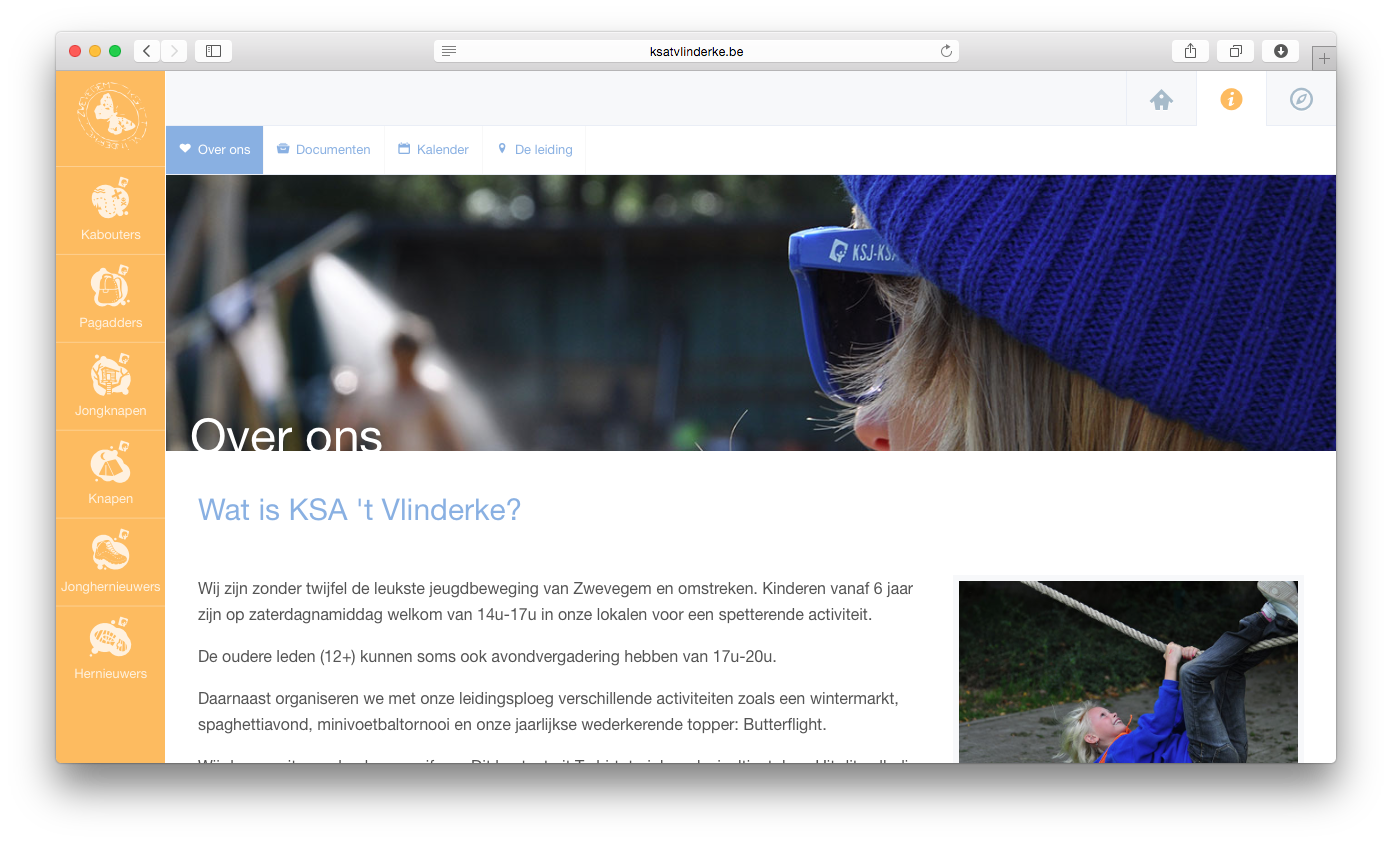 ksatvlinderke.be
Kabouters
Pagadders
Jongknapen
Knapen
Jonghernieuwers
Hernieuwers
Over ons
Documenten
Kalender
De leiding
KSJ-KSA
Over ons
Wat is KSA 't Vlinderke?
Wij zijn zonder twijfel de leukste jeugdbeweging van Zwevegem en omstreken. Kinderen vanaf 6 jaar
zijn op zaterdagnamiddag welkom van 14u-17u in onze lokalen voor een spetterende activiteit.
De oudere leden (12+) kunnen soms ook avondvergadering hebben van 17u-20u.
Daarnaast organiseren we met onze leidingsploeg verschillende activiteiten zoals een wintermarkt,
spaghettiavond, minivoetbaltornooi en onze jaarlijkse wederkerende topper: Butterflight.